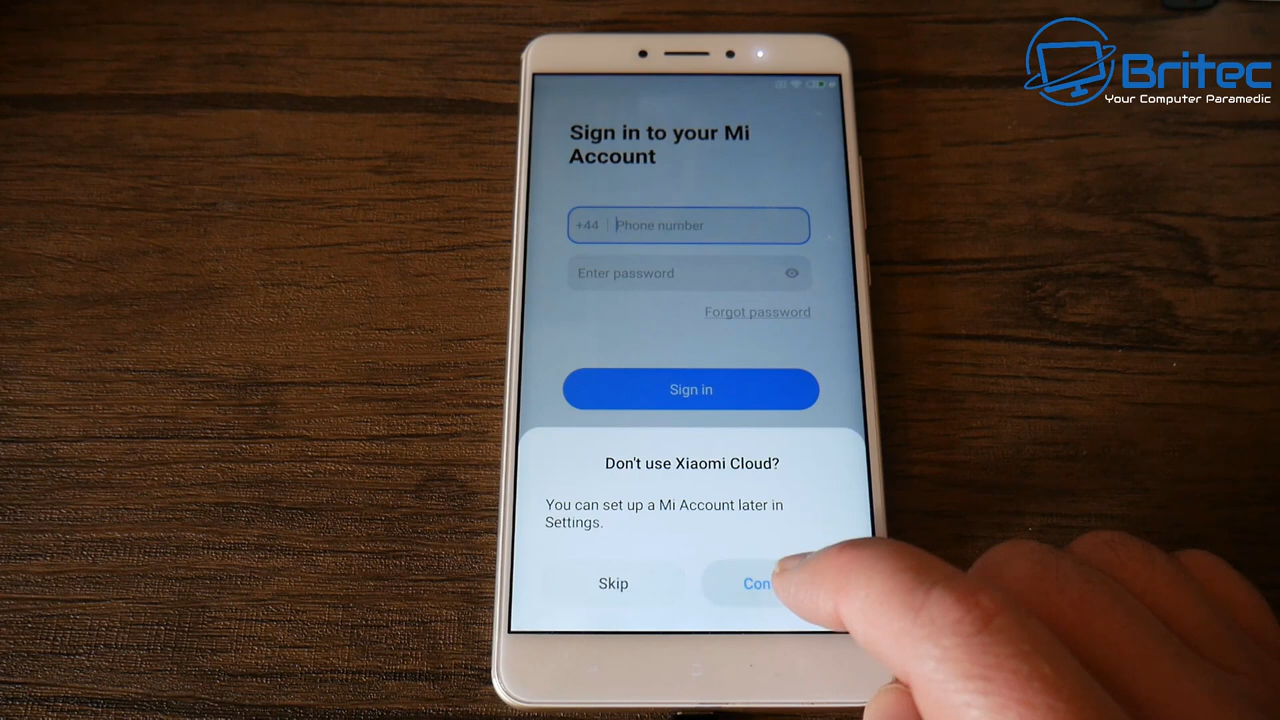 Britec
Your Computer Paramedic
Sign in to your Mi
Account
+44 Phone number
Enter password
Forgot password
Sign in
Don't use Xiaomi Cloud?
You can set up a Mi Account later in
Settings.
Skip
Con